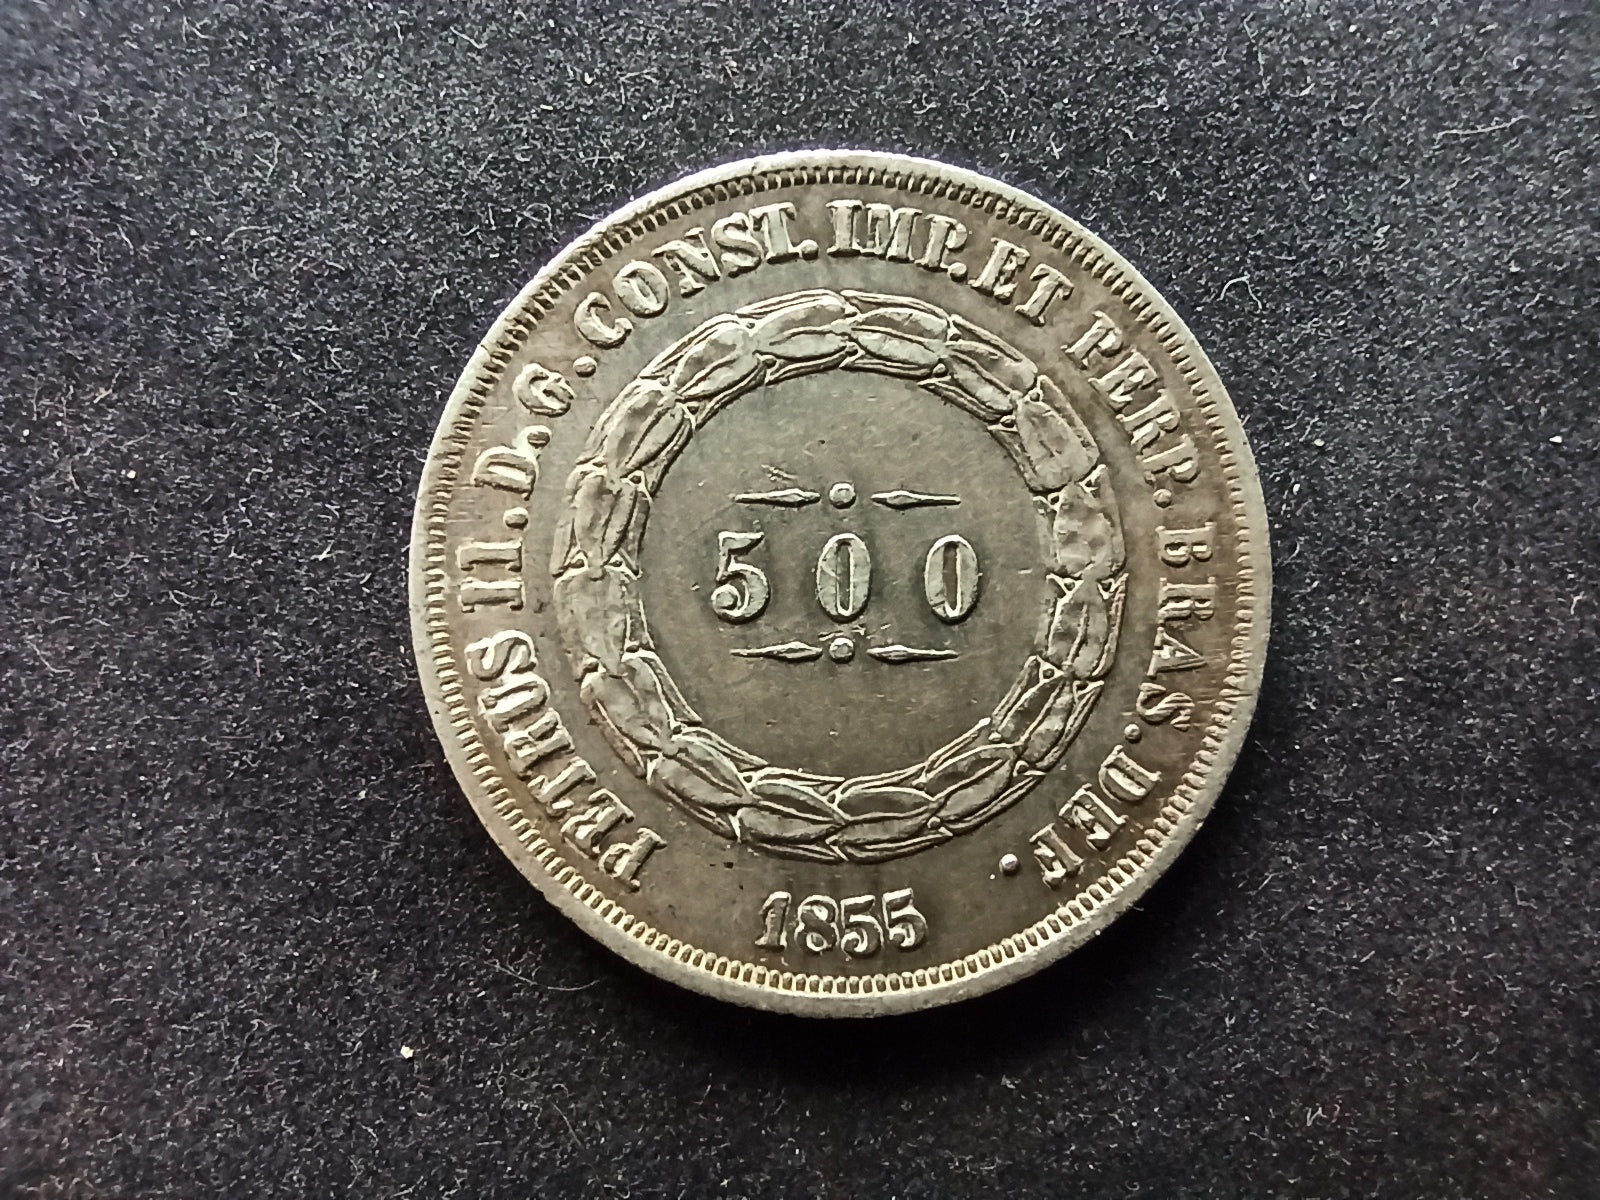 PETRUS II. D. G. CONST. IMP. ET PERP. BRAS. DEF.
500
1855